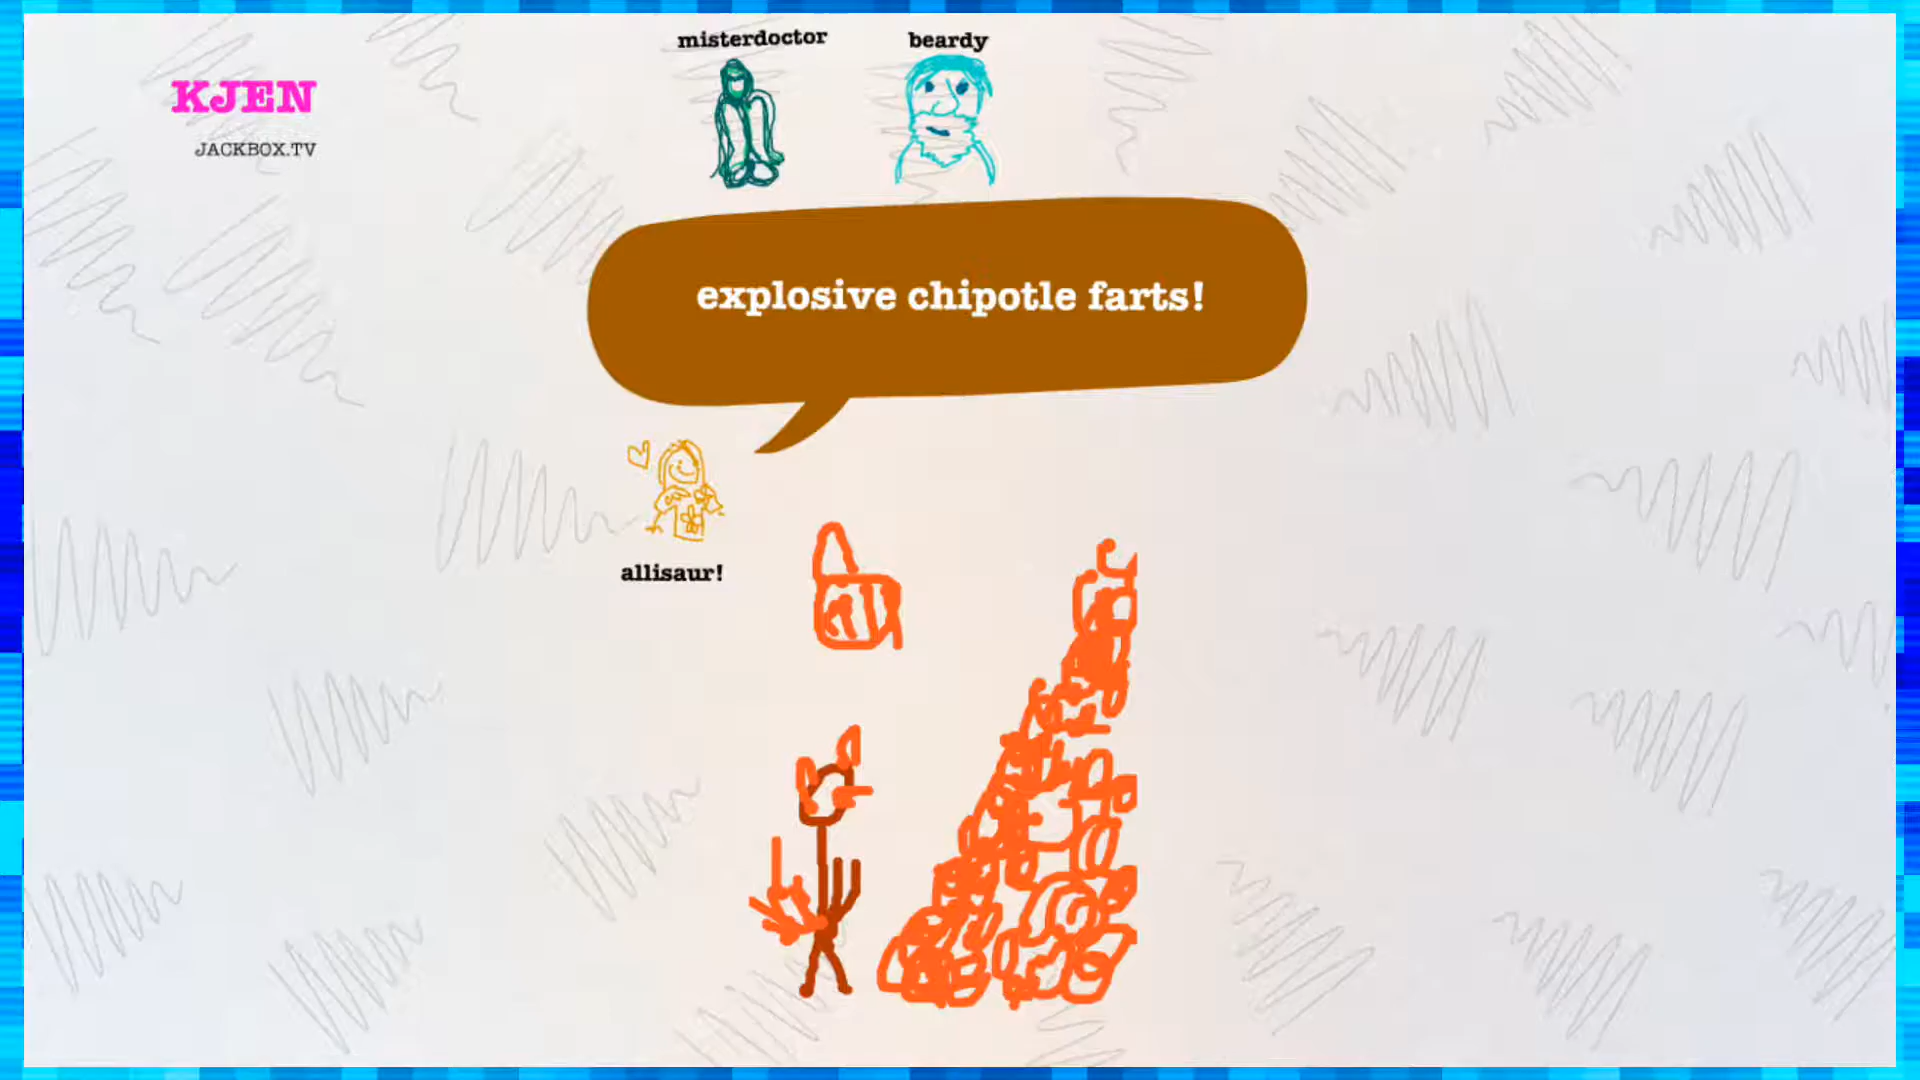 misterdoctor
beardy
KJEN
JACKBOX.TV
explosive chipotle farts!
allisaur!